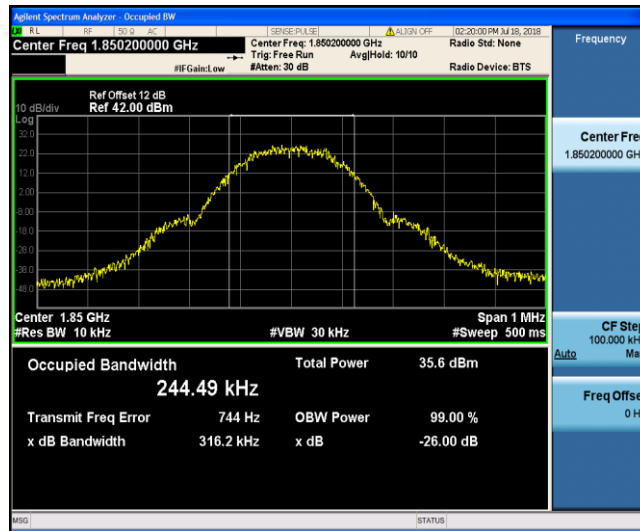 Agilent Spectrum Analyzer - Occupied BW
RL RF 50 Ω AC SENSE:PULSE ALIGN OFF 02:20:00 PM Jul 18, 2018
Center Freq 1.850200000 GHz Center Freq: 1.850200000 GHz Radio Std: None Frequency
Trig: Free Run Avg|Hold: 10/10
#IFGain:Low #Atten: 30 dB Radio Device: BTS
Ref Offset 12 dB
10 dB/div Ref 42.00 dBm
Log
32.0
22.0
12.0
2.00
-8.00
-18.0
-28.0
-38.0
-48.0
Center Fre
1.850200000 GH
Center 1.85 GHz Span 1 MHz
#Res BW 10 kHz #VBW 30 kHz #Sweep 500 ms
CF Step
100.000 kH
Auto Ma
Occupied Bandwidth Total Power 35.6 dBm
244.49 kHz
Transmit Freq Error 744 Hz OBW Power 99.00 %
x dB Bandwidth 316.2 kHz x dB -26.00 dB
Freq Offse
0 H
MSG STATUS